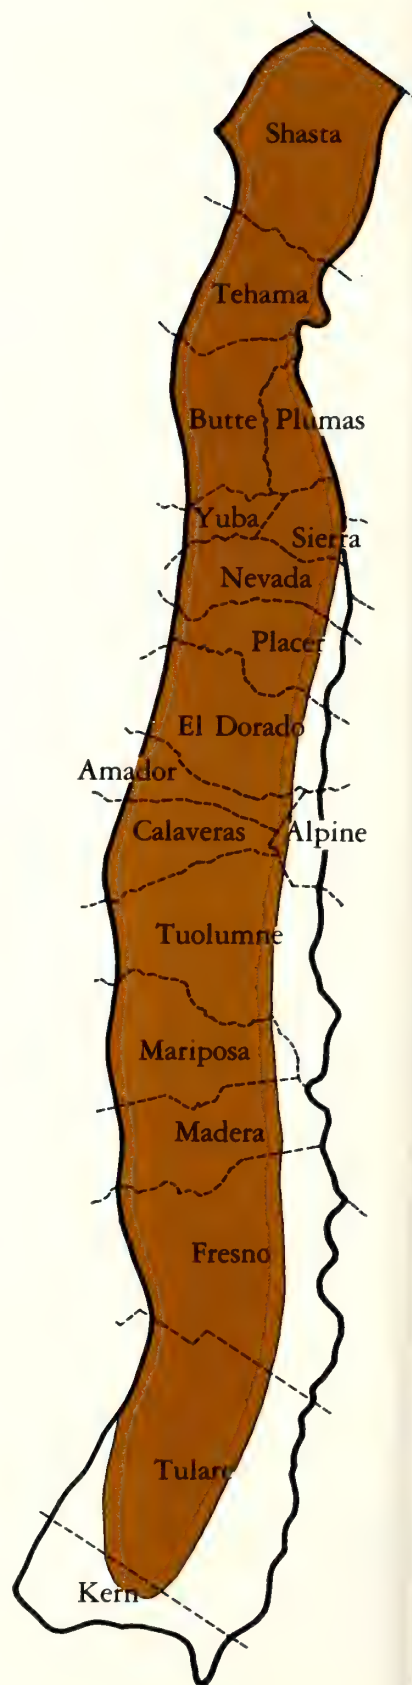 Shasta
Tehama
Butte
Plumas
Yuba
Sierra
Nevada
Placer
El Dorado
Amador
Calaveras
Alpine
Tuolumne
Mariposa
Madera
Fresno
Tulare
Kern